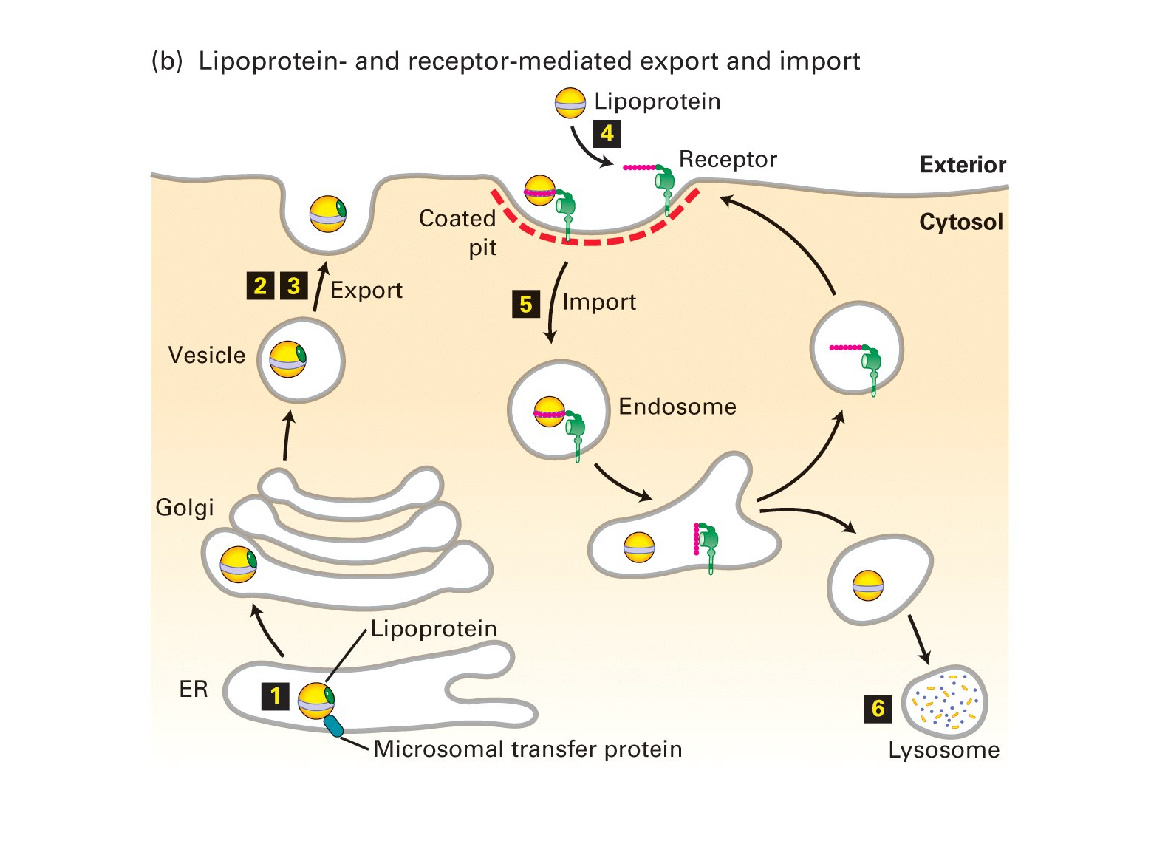 (b) Lipoprotein- and receptor-mediated export and import
Lipoprotein
4
Receptor
Exterior
Coated
pit
Cytosol
2 3 Export
5 Import
Vesicle
Endosome
Golgi
Lipoprotein
ER
1
6
Microsomal transfer protein
Lysosome